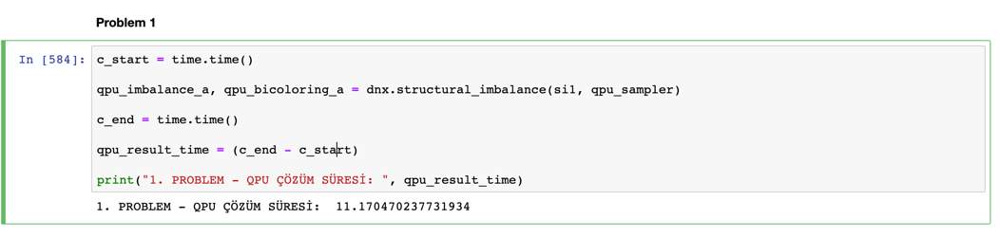 Problem 1
In [584]: c_start = time.time()
qpu_imbalance_a, qpu_bicoloring_a = dnx.structural_imbalance(si1, qpu_sampler)
c_end = time.time()
qpu_result_time = (c_end - c_start)
print("1. PROBLEM - QPU ÇÖZÜM SÜRESİ: ", qpu_result_time)
1. PROBLEM - QPU ÇÖZÜM SÜRESİ:  11.170470237731934